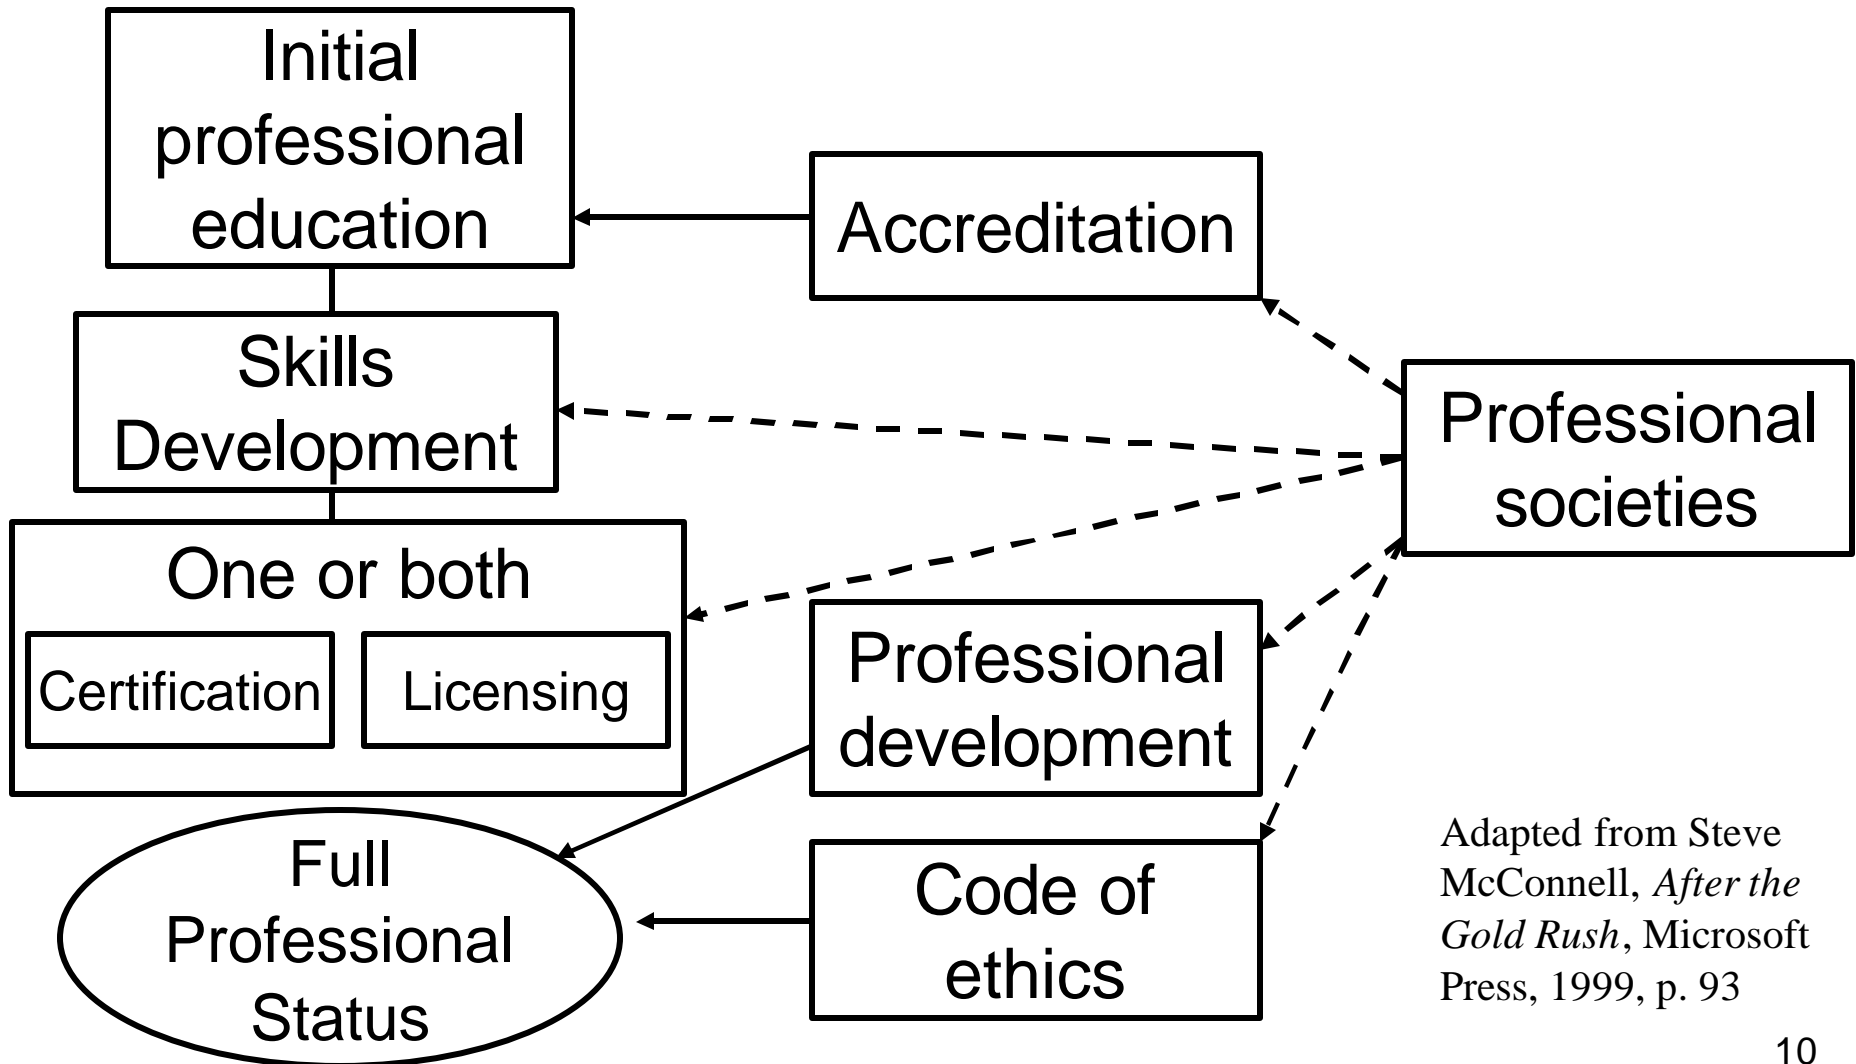 Initial
professional
education
Accreditation
Skills
Development
Professional
societies
One or both
Certification
Licensing
Professional
development
Full
Professional
Status
Code of
ethics
Adapted from Steve
McConnell, After the
Gold Rush, Microsoft
Press, 1999, p. 93
10